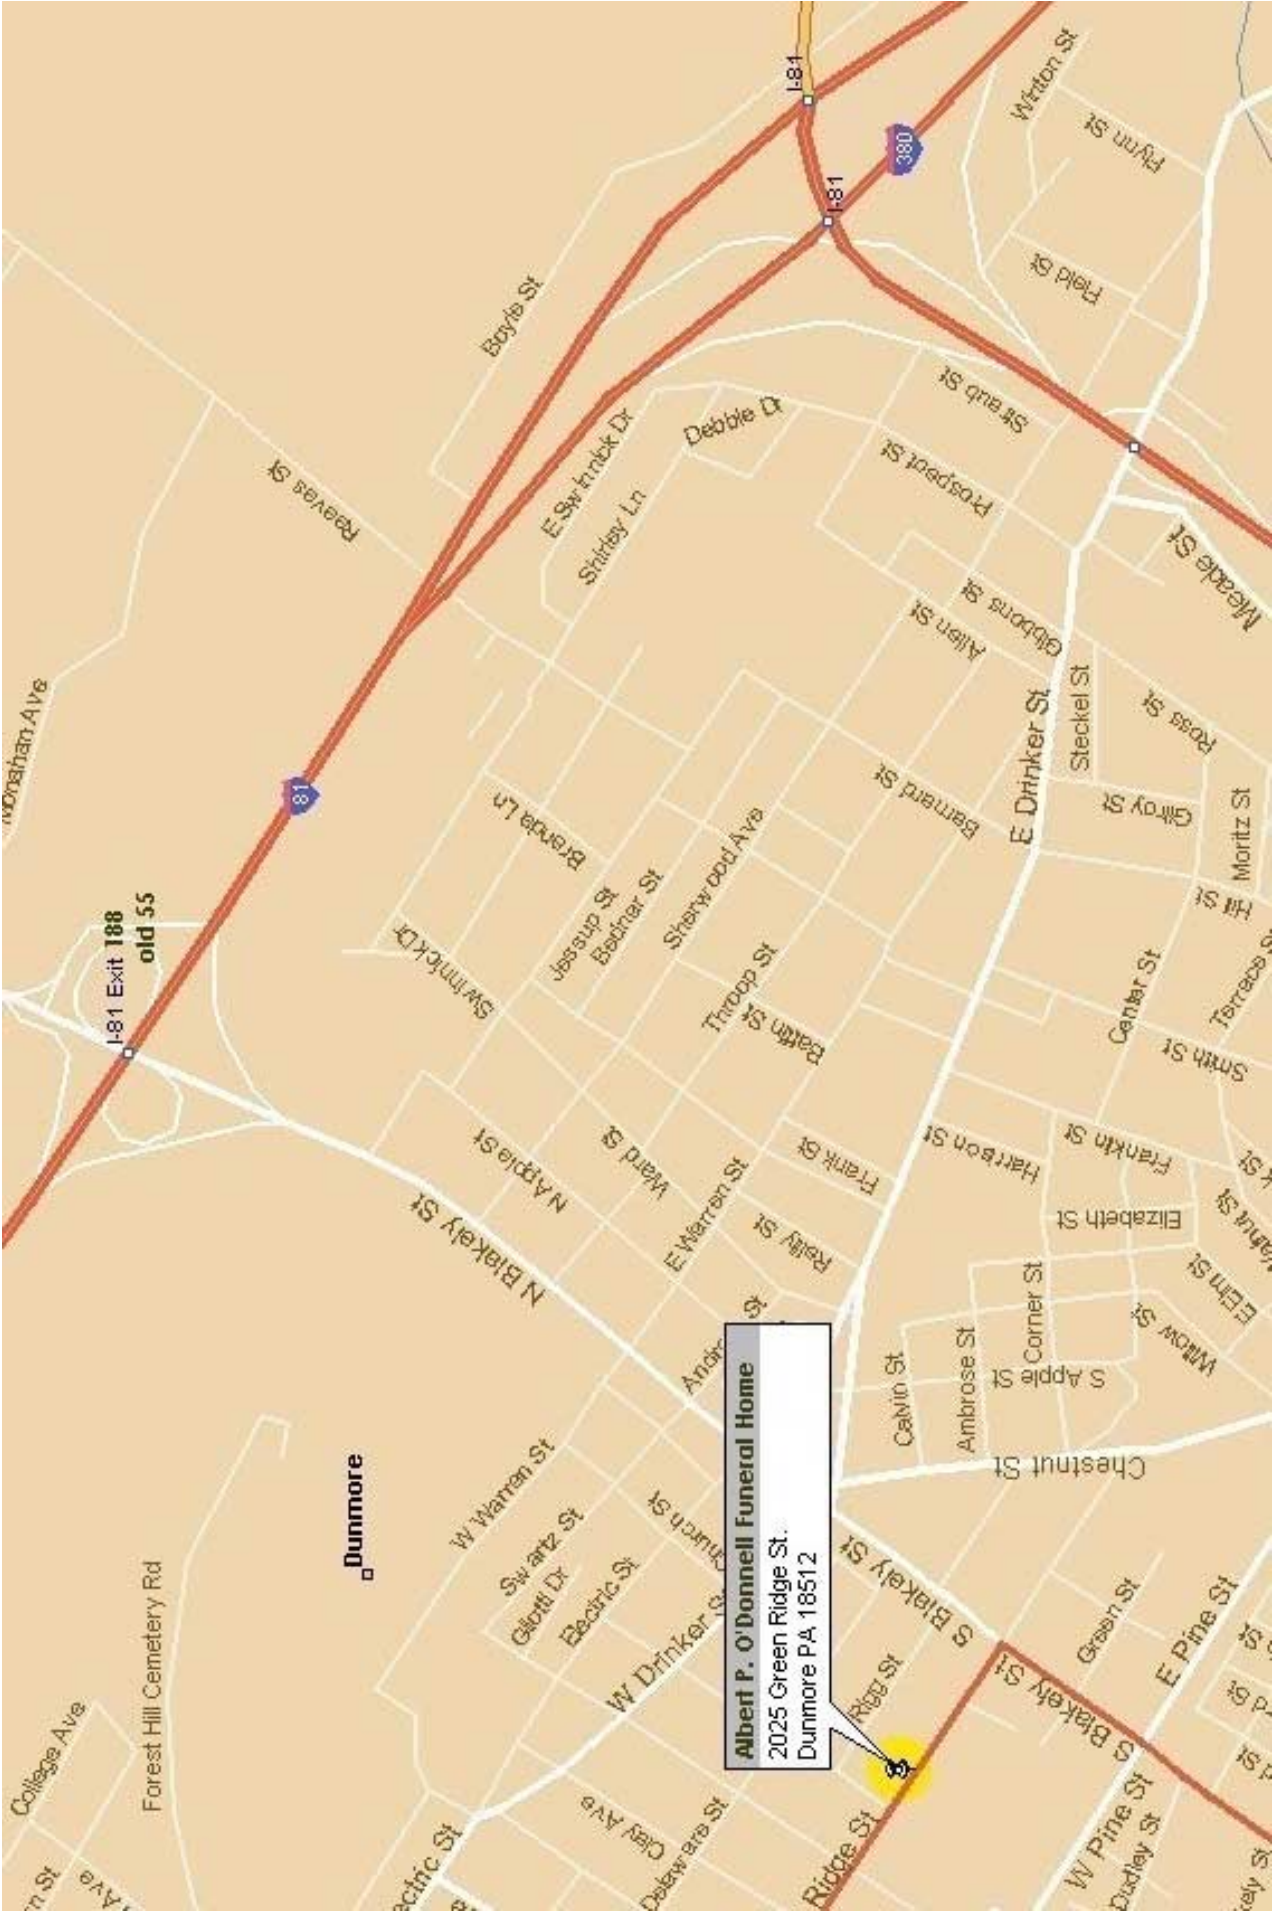 Monahan Ave
College Ave
Ave
Forest Hill Cemetery Rd
I-81 Exit 188
old 55
81
Reeves St
Dunmore
Boyle St
Swinnick Dr
N Blakely St
W Warren St
Brenda Ln
E Swinnick Dr
Shirley Ln
N Apple St
Swartz St
Gilotti Dr
Electric St
Jessup St
Bednar St
Ward St
Church St
W Drinker St
Clay Ave
Delaware St
Sherwood Ave
Debbie Dr
E Warren St
Throop St
Battin St
Reilly St
Frank St
I-81
I-81
380
Albert P. O'Donnell Funeral Home
2025 Green Ridge St.
Dunmore PA 18512
Ridge St
Rigg St
S Blakely St
Calvin St
Ambrose St
Corner St
S Apple St
Chestnut St
Harrison St
Franklin St
Elizabeth St
Barnard St
Allen St
Gibbons St
Prospect St
Straub St
E Drinker St
Steckel St
Gilroy St
Ross St
Meade St
Field St
Winton St
Flynn St
Center St
Smith St
Hill St
Moritz St
Willow St
E Elm St
S Blakely St
Green St
E Pine St
W Pine St
Dudley St